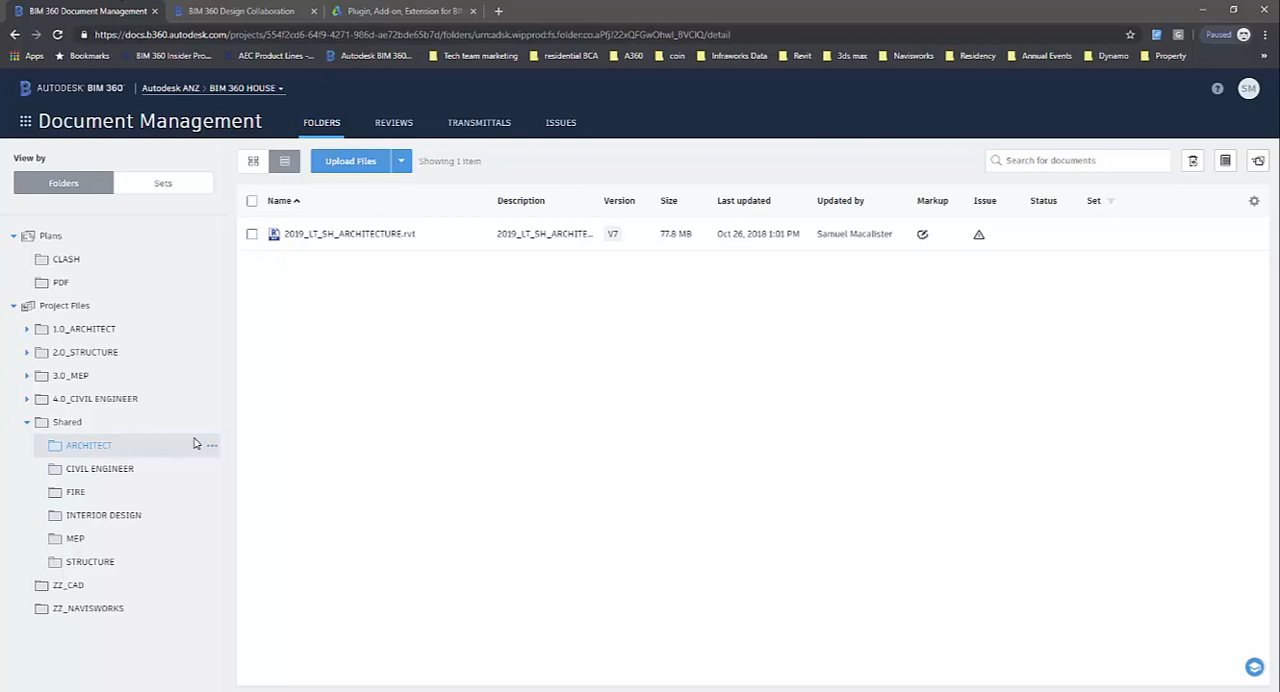 BIM 360 Document Management
BIM 360 Design Collaboration
Plugin, Add-on, Extension for BI
https://docs.b360.autodesk.com/projects/554f2cd6-64f9-4271-986d-ae72bde65b7d/folders/urn:adsk.wipprod:fs.folder:co.aPfJ22xQFGwOhwI_BVClQ/detail
Paused
Apps Bookmarks BIM 360 Insider Pro... AEC Product Lines -... Autodesk BIM 360... Tech team marketing residential BCA A360 coin Infraworks Data Revit 3ds max Navisworks Residency Annual Events Dynamo Property »
AUTODESK BIM 360 Autodesk ANZ > BIM 360 HOUSE ? SM
Document Management FOLDERS REVIEWS TRANSMITTALS ISSUES
View by
Folders Sets
Upload Files Showing 1 item Search for documents
Name Description Version Size Last updated Updated by Markup Issue Status Set
2019_LT_SH_ARCHITECTURE.rvt 2019_LT_SH_ARCHITE... V7 77.8 MB Oct 26, 2018 1:01 PM Samuel Macalister
Plans
CLASH
PDF
Project Files
1.0_ARCHITECT
2.0_STRUCTURE
3.0_MEP
4.0_CIVIL ENGINEER
Shared
ARCHITECT
CIVIL ENGINEER
FIRE
INTERIOR DESIGN
MEP
STRUCTURE
ZZ_CAD
ZZ_NAVISWORKS